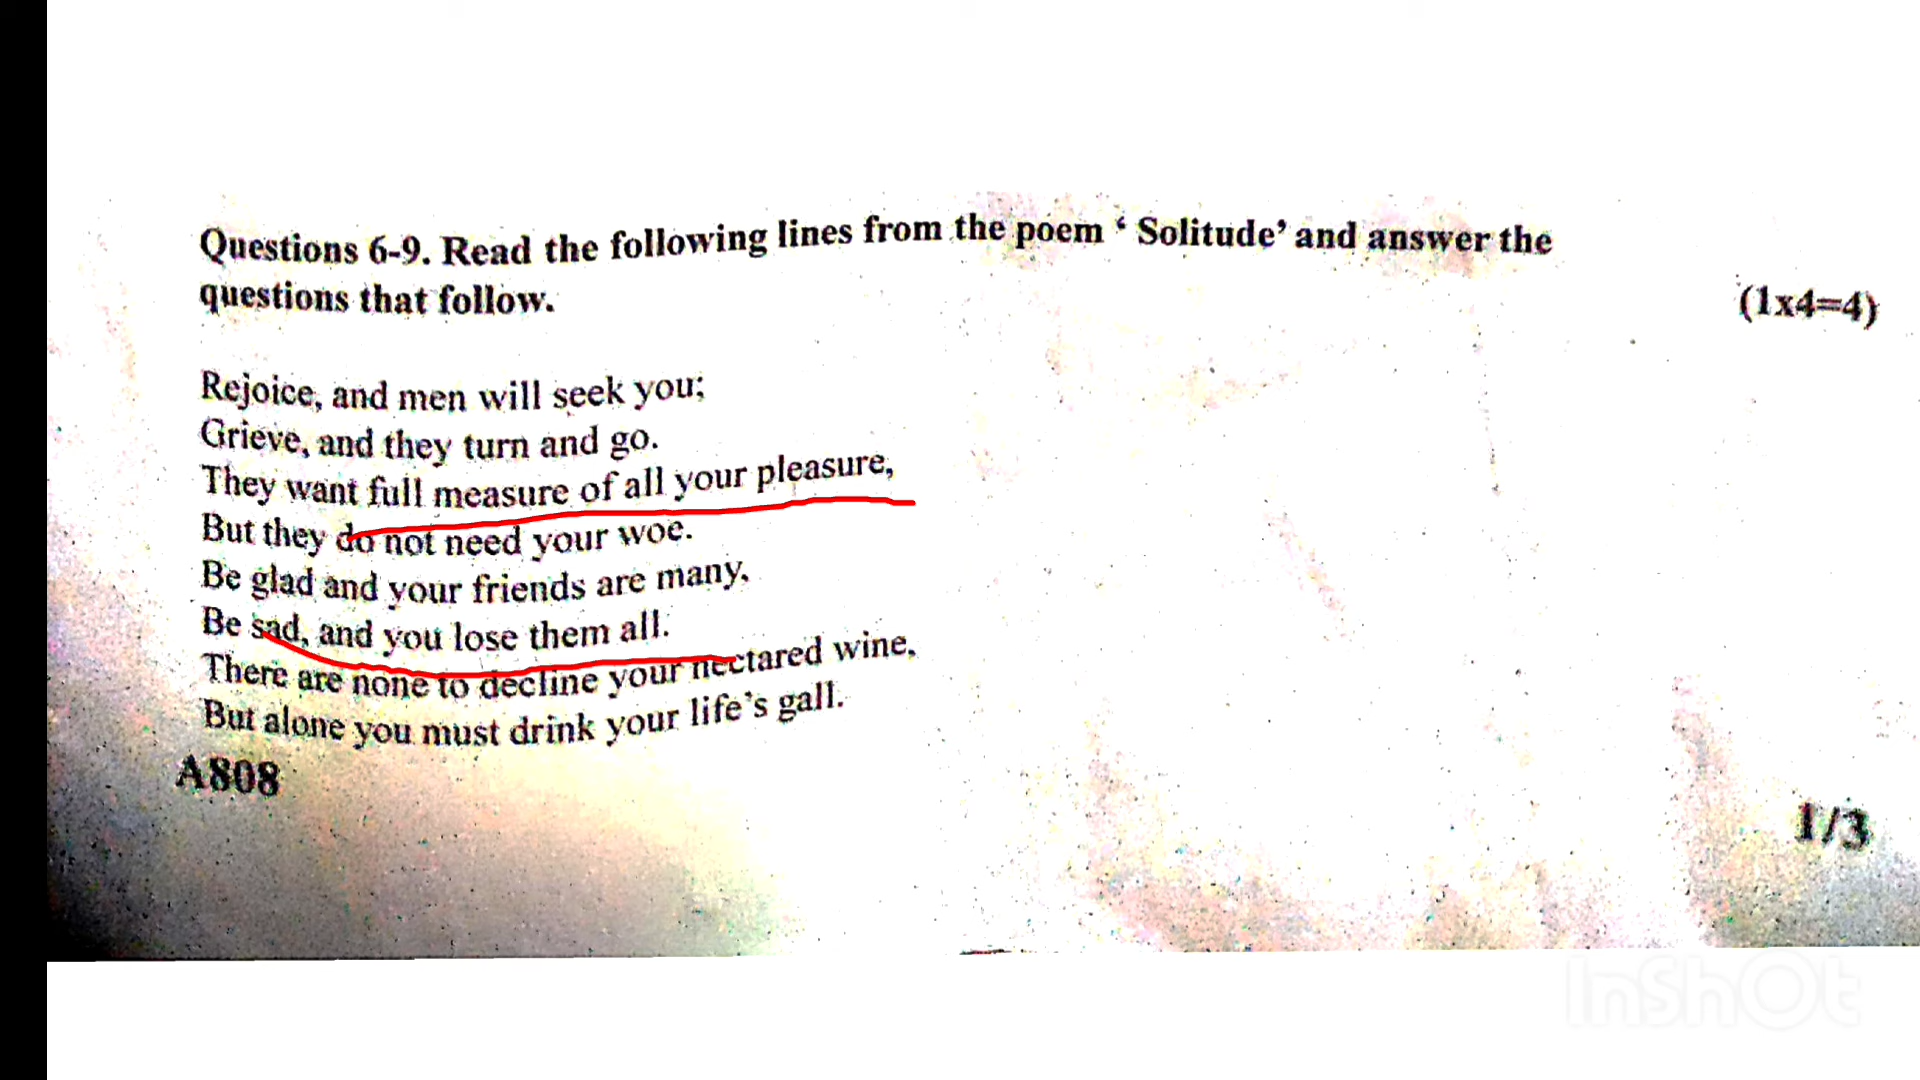 Questions 6-9. Read the following lines from the poem ‘ Solitude’ and answer the
questions that follow.
(1x4=4)
Rejoice, and men will seek you;
Grieve, and they turn and go.
They want full measure of all your pleasure,
But they do not need your woe.
Be glad and your friends are many,
Be sad, and you lose them all.
There are none to decline your nectared wine,
But alone you must drink your life’s gall.
A808
1/3
InShOt